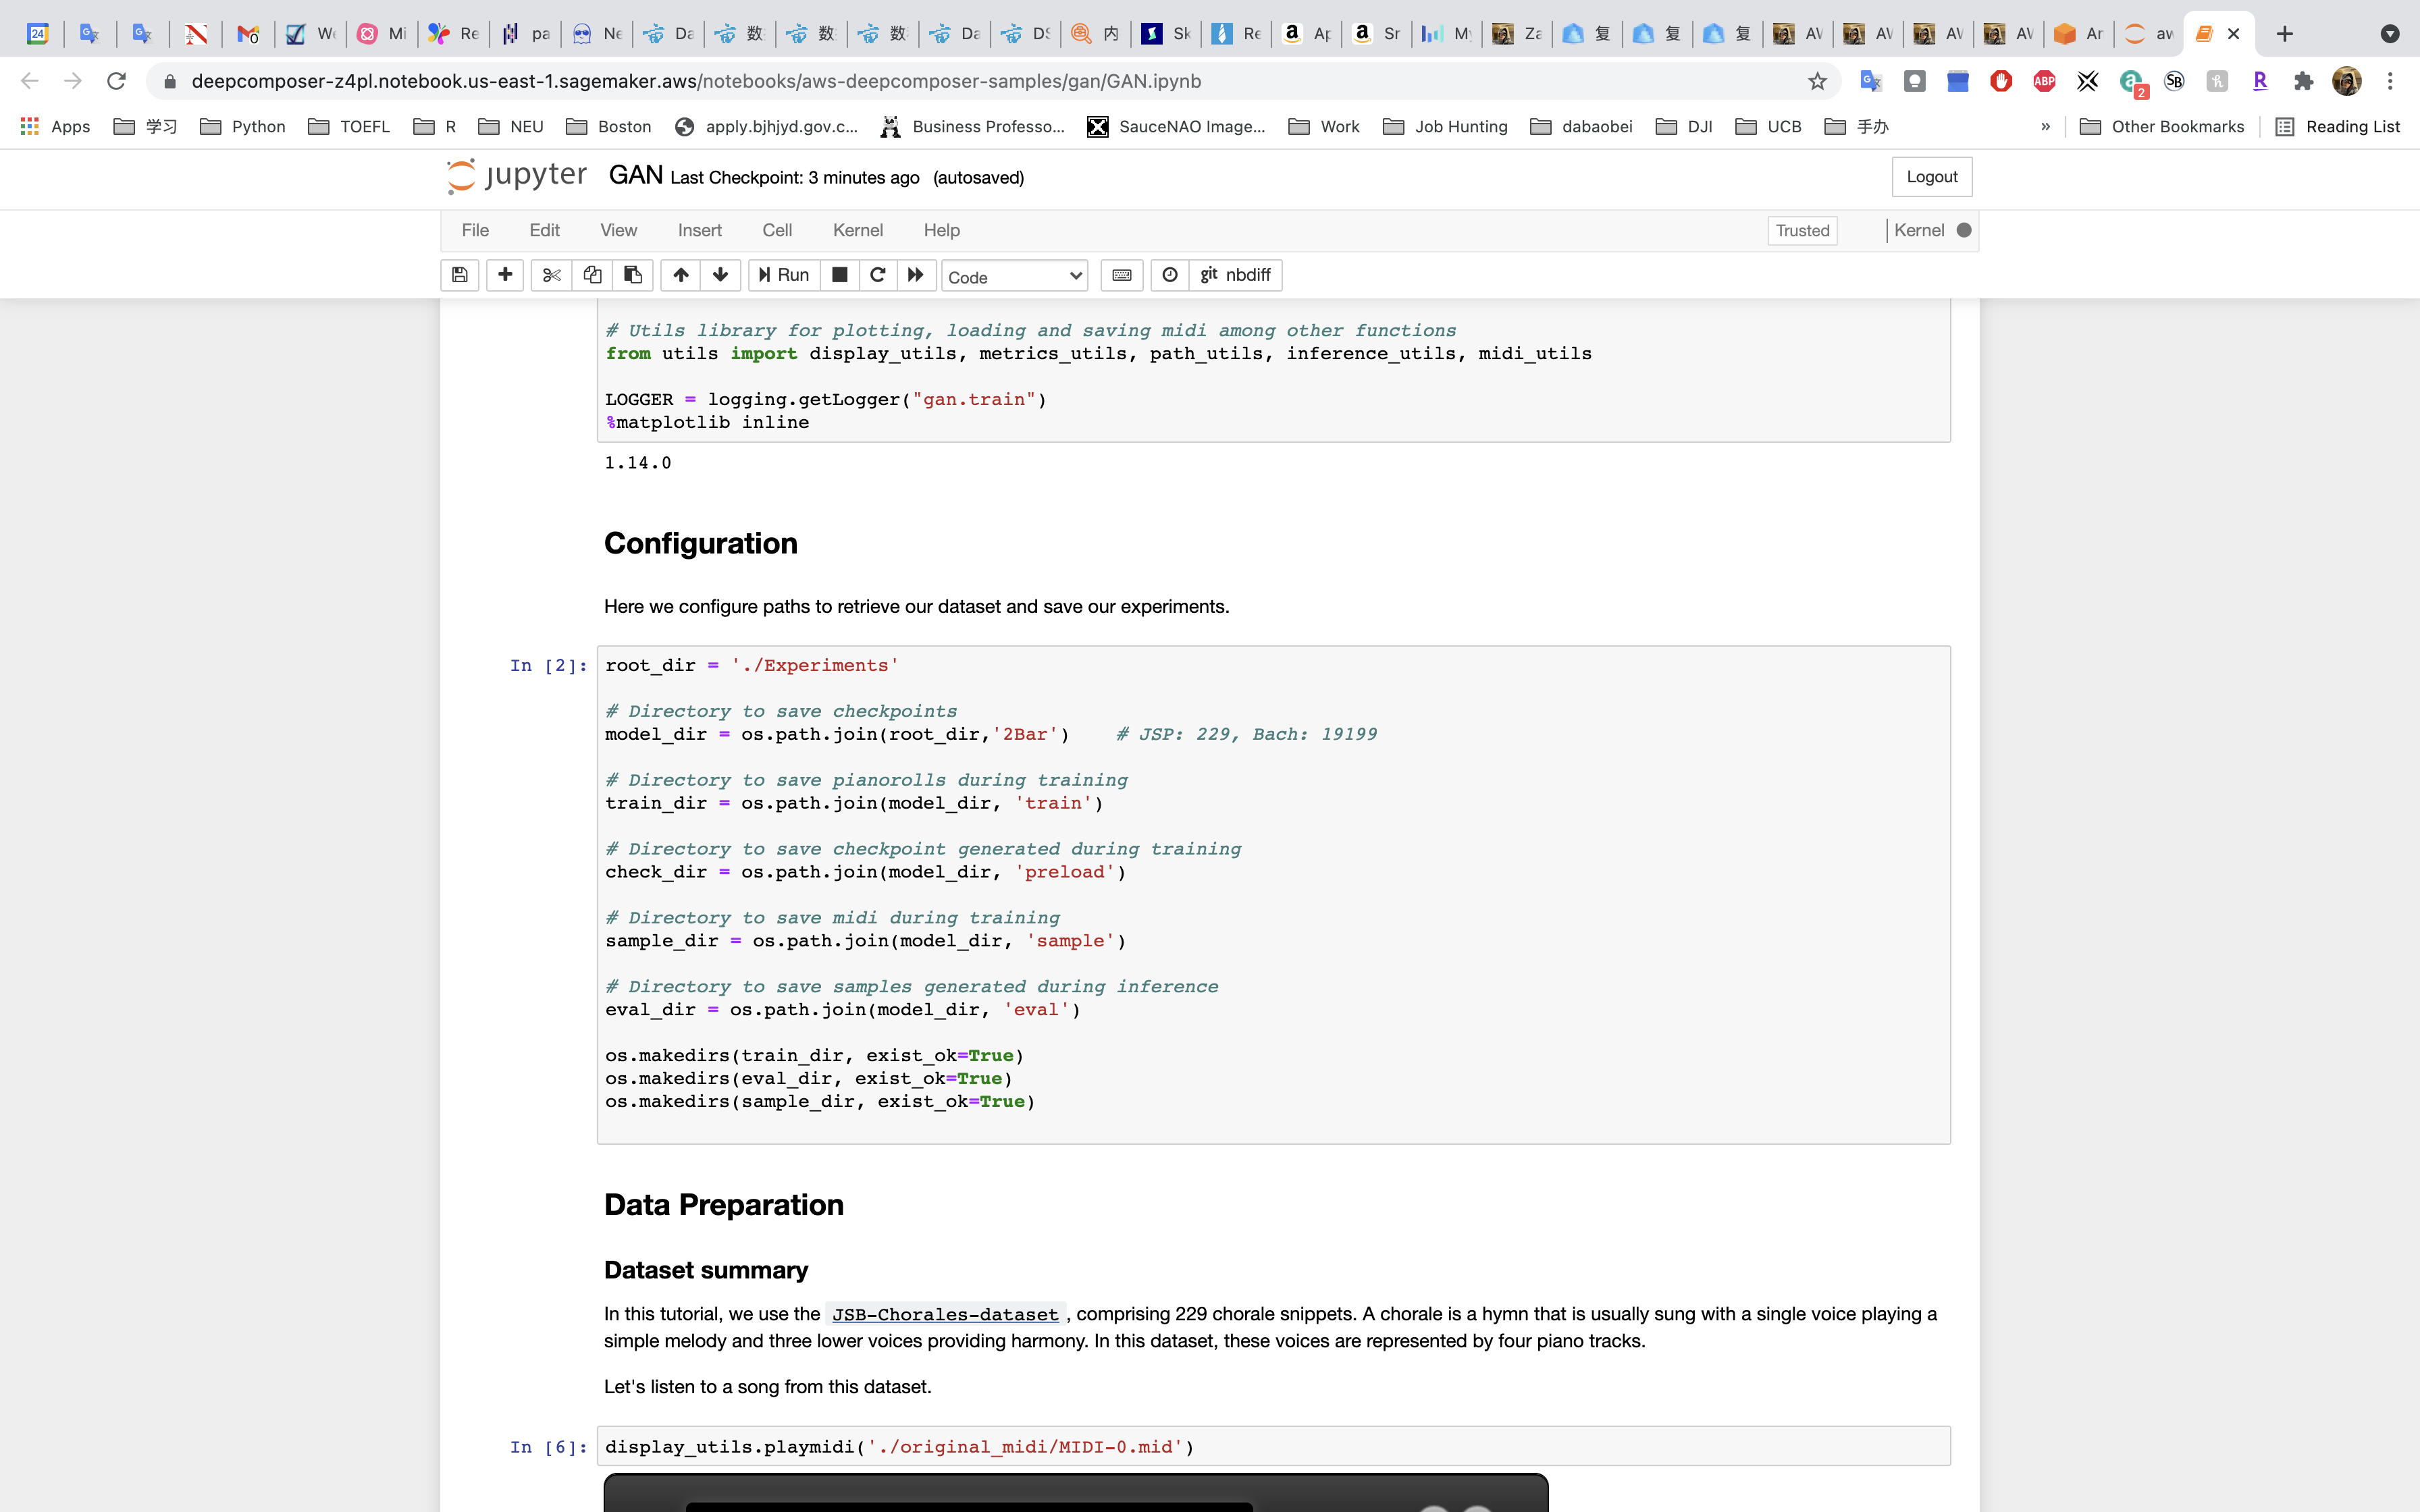 24
0
We
Mi
Re
pa
Ne
Da
数
数
数
Da
DS
内
Sk
Re
Ap
Sr
My
Za
复
复
复
AV
AV
AV
AV
Ar
aw
deepcomposer-z4pl.notebook.us-east-1.sagemaker.aws/notebooks/aws-deepcomposer-samples/gan/GAN.ipynb
ABP
2
SB
R
Apps
学习
Python
TOEFL
R
NEU
Boston
apply.bjhjyd.gov.c...
Business Professo...
SauceNAO Image...
Work
Job Hunting
dabaobei
DJI
UCB
手办
»
Other Bookmarks
Reading List
jupyter GAN Last Checkpoint: 3 minutes ago (autosaved)
Logout
File Edit View Insert Cell Kernel Help
Trusted
Kernel
Run
Code
git nbdiff
# Utils library for plotting, loading and saving midi among other functions
from utils import display_utils, metrics_utils, path_utils, inference_utils, midi_utils
LOGGER = logging.getLogger("gan.train")
%matplotlib inline
1.14.0
Configuration
Here we configure paths to retrieve our dataset and save our experiments.
In [2]: root_dir = './Experiments'
# Directory to save checkpoints
model_dir = os.path.join(root_dir,'2Bar')    # JSP: 229, Bach: 19199
# Directory to save pianorolls during training
train_dir = os.path.join(model_dir, 'train')
# Directory to save checkpoint generated during training
check_dir = os.path.join(model_dir, 'preload')
# Directory to save midi during training
sample_dir = os.path.join(model_dir, 'sample')
# Directory to save samples generated during inference
eval_dir = os.path.join(model_dir, 'eval')
os.makedirs(train_dir, exist_ok=True)
os.makedirs(eval_dir, exist_ok=True)
os.makedirs(sample_dir, exist_ok=True)
Data Preparation
Dataset summary
In this tutorial, we use the JSB-Chorales-dataset , comprising 229 chorale snippets. A chorale is a hymn that is usually sung with a single voice playing a
simple melody and three lower voices providing harmony. In this dataset, these voices are represented by four piano tracks.
Let's listen to a song from this dataset.
In [6]: display_utils.playmidi('./original_midi/MIDI-0.mid')